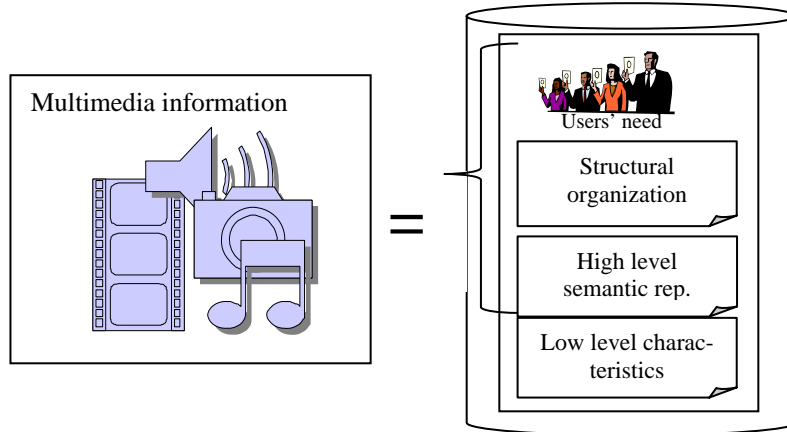 Multimedia information
=
Users' need
Structural
organization
High level
semantic rep.
Low level charac-
teristics